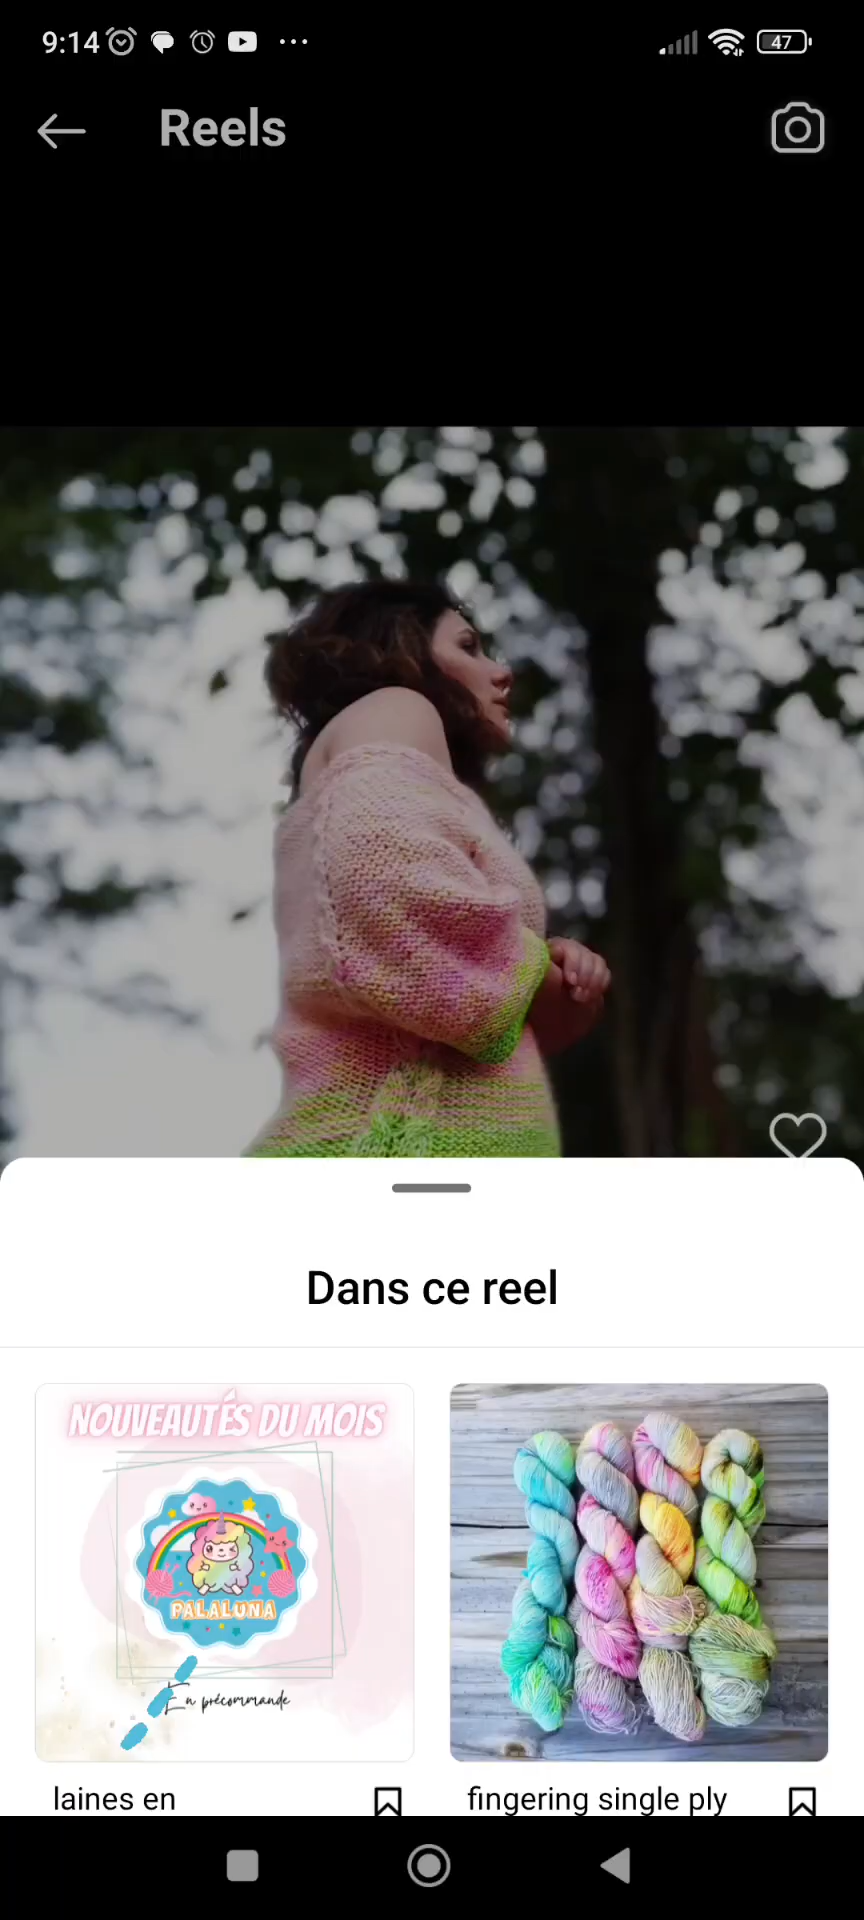 9:14
47
Reels
Dans ce reel
NOUVEAUTÉS DU MOIS
PALALUNA
En précommande
laines en
fingering single ply